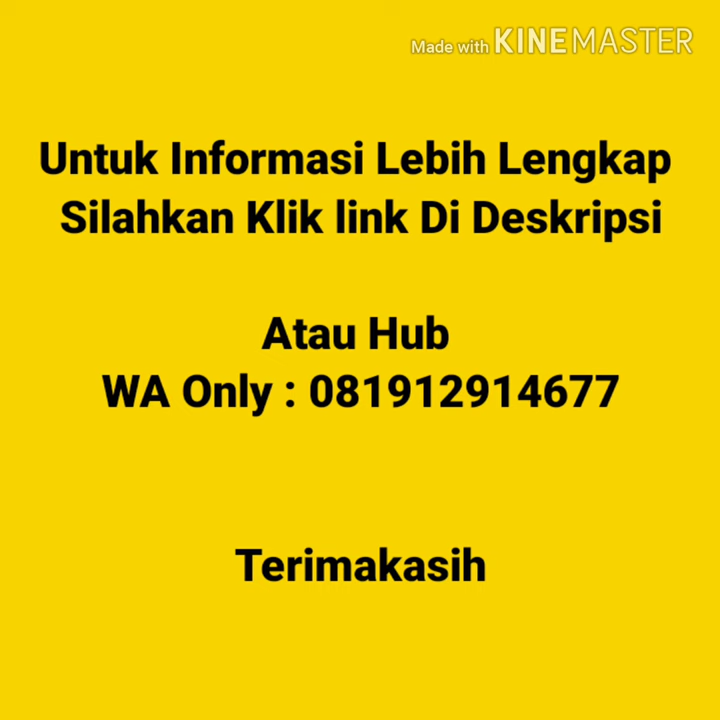 Made with KINEMASTER
Untuk Informasi Lebih Lengkap
Silahkan Klik link Di Deskripsi
Atau Hub
WA Only : 081912914677
Terimakasih